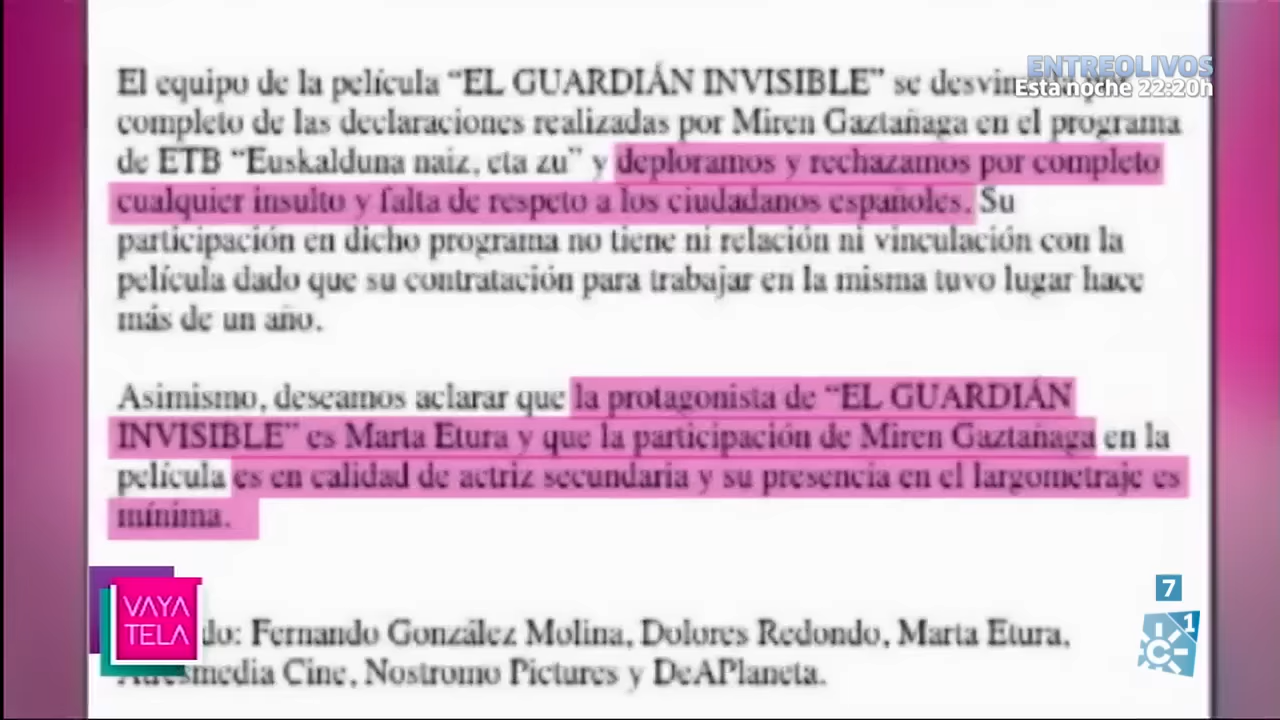 ENTREOLIVOS
Esta noche 22:20h
El equipo de la película “EL GUARDIÁN INVISIBLE” se
completo de las declaraciones realizadas por Miren Gaztañaga en el programa
de ETB “Euskalduna naiz, eta zu” y deploramos y rechazamos por completo
cualquier insulto y falta de respeto a los ciudadanos españoles. Su
participación en dicho programa no tiene ni relación ni vinculación con la
película dado que su contratación para trabajar en la misma tuvo lugar hace
más de un año.
Asimismo, deseamos aclarar que la protagonista de “EL GUARDIÁN
INVISIBLE” es Marta Etura y que la participación de Miren Gaztañaga en la
película es en calidad de actriz secundaria y su presencia en el largometraje es
mínima.
7
1
VAYA
TELA
Fernando González Molina, Dolores Redondo, Marta Etura,
Cine, Nostromo Pictures y DeAPlaneta.